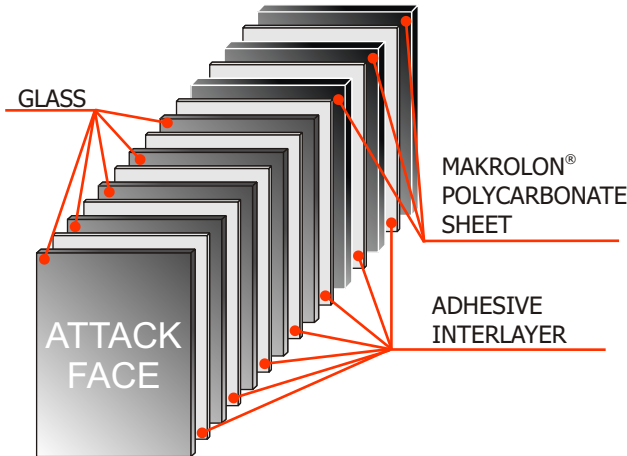 GLASS
MAKROLON®
POLYCARBONATE
SHEET
ADHESIVE
INTERLAYER
ATTACK
FACE